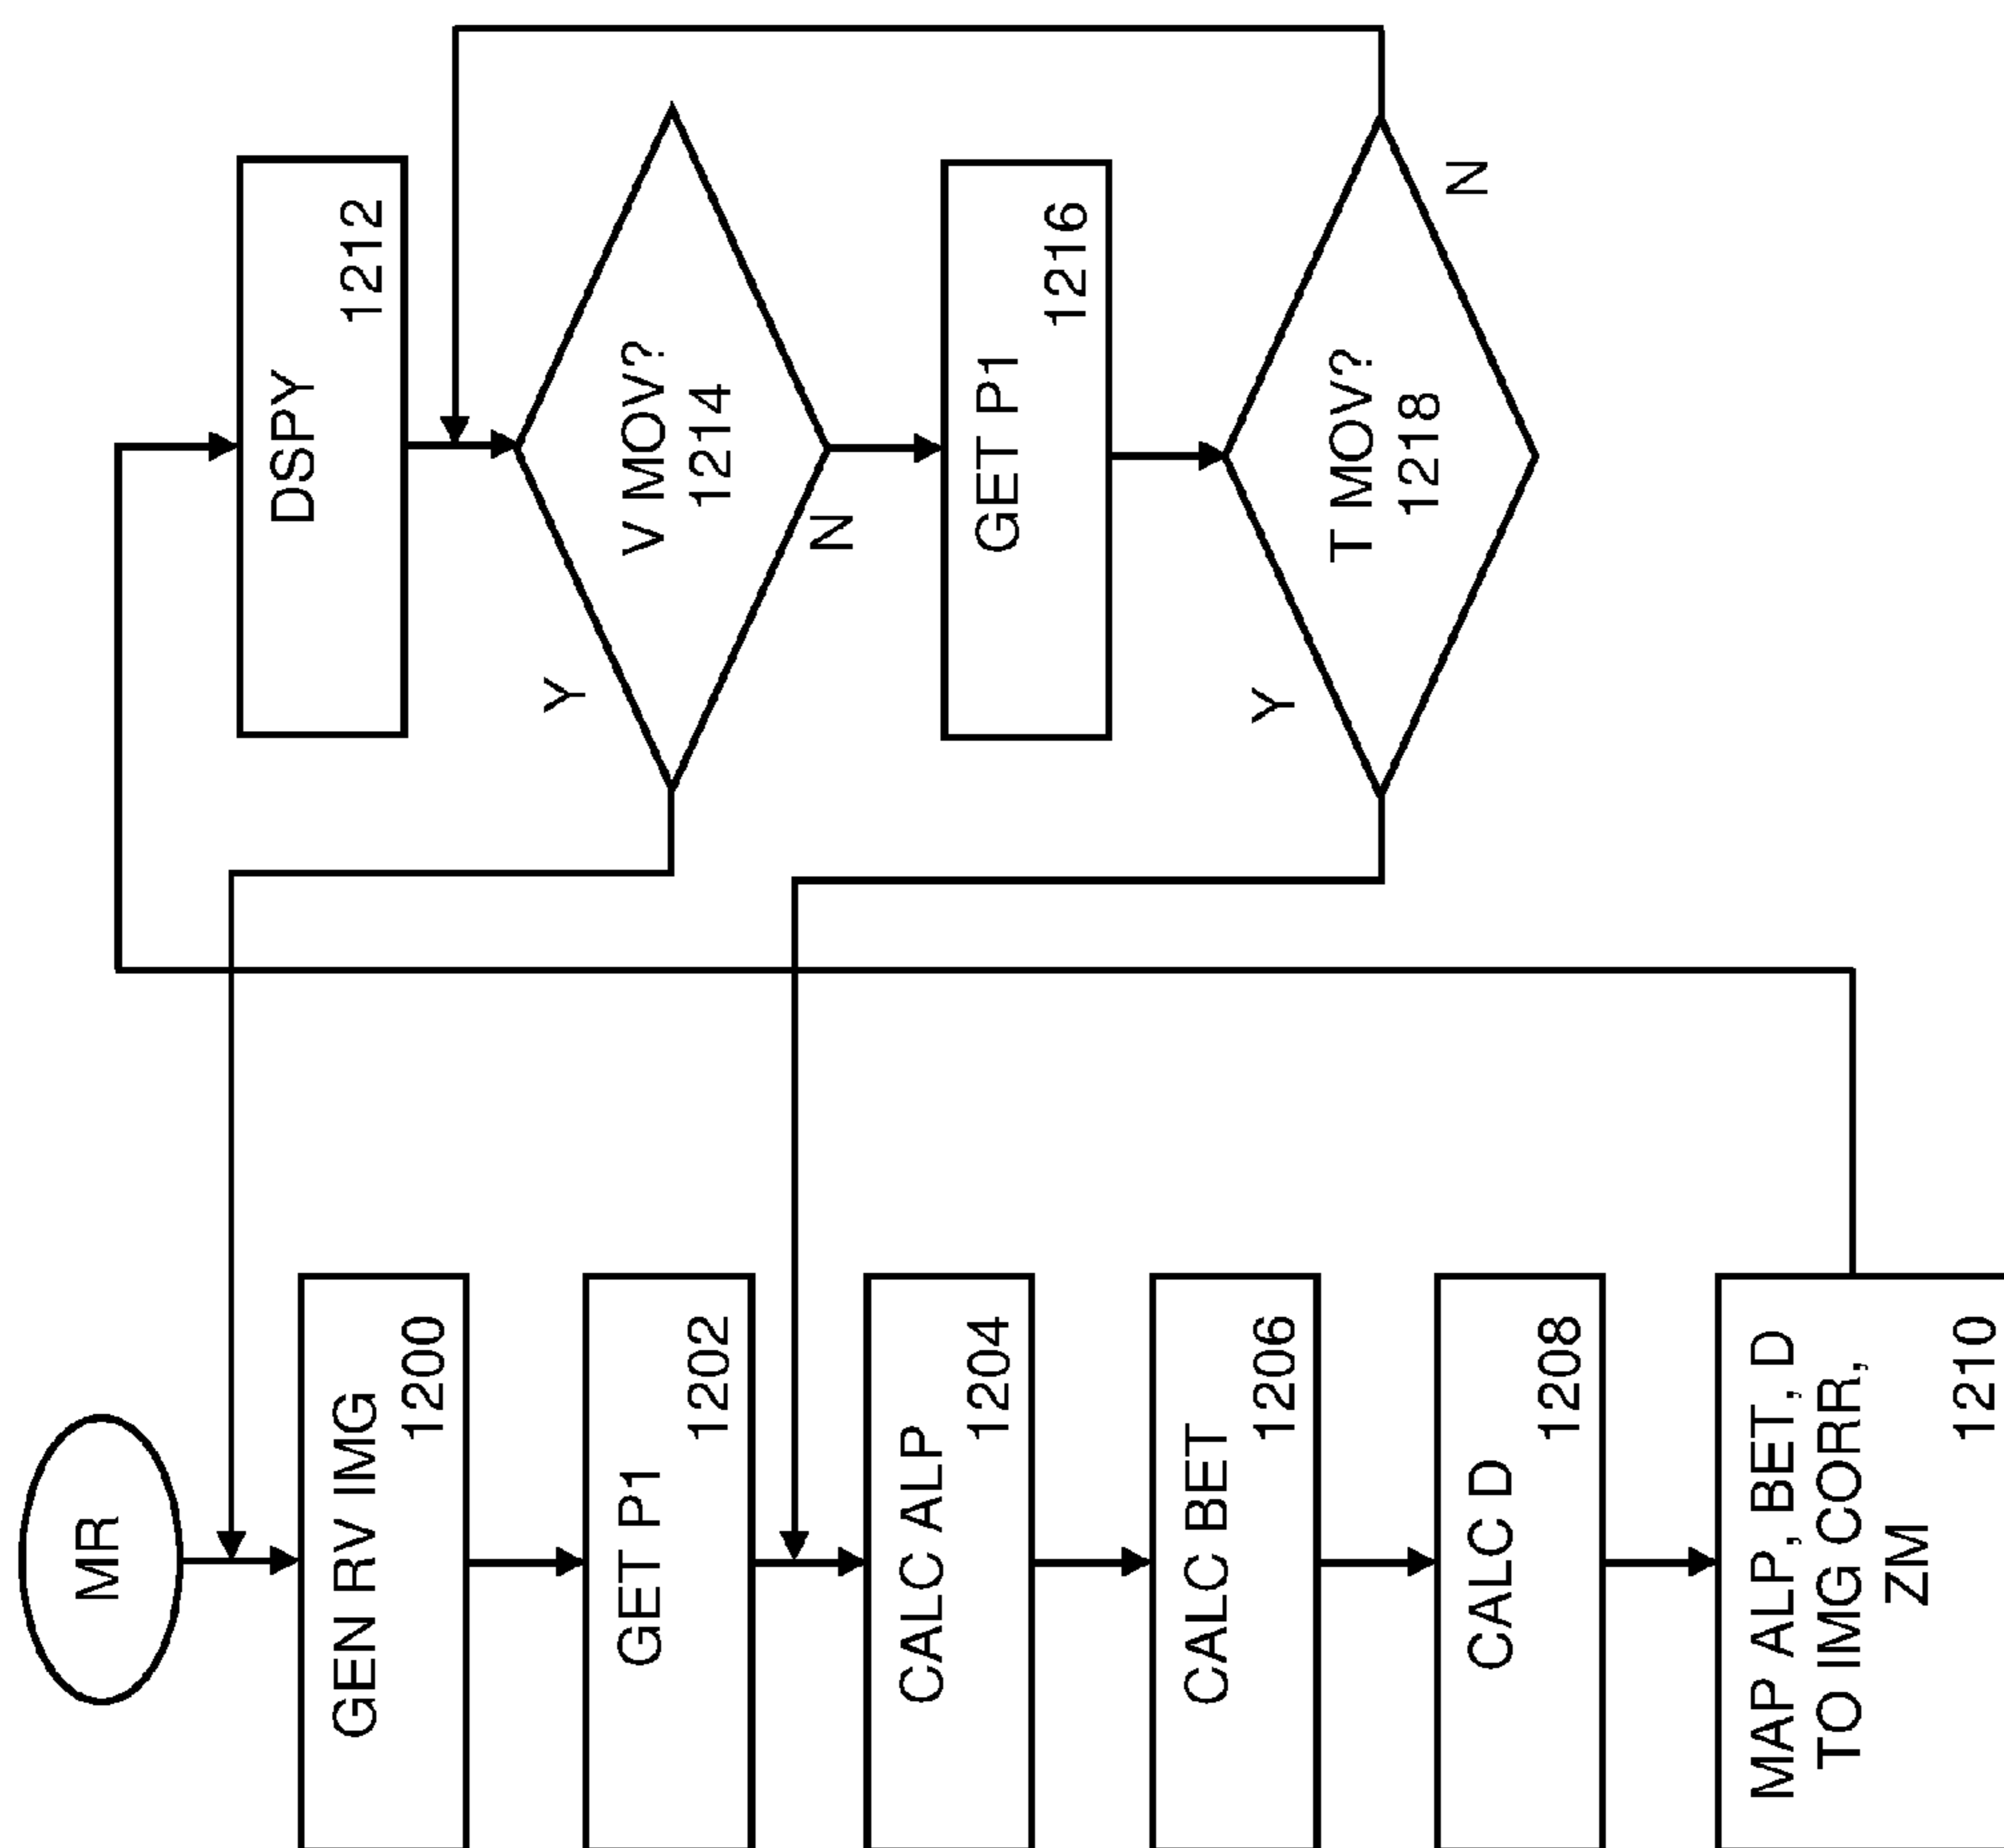 MR
GEN RV IMG
1200
GET P1
1202
CALC ALP
1204
CALC BET
1206
CALC D
1208
MAP ALP, BET, D
TO IMG CORR,
ZM
1210
DSPY
1212
Y
V MOV?
1214
N
GET P1
1216
Y
T MOV?
1218
N